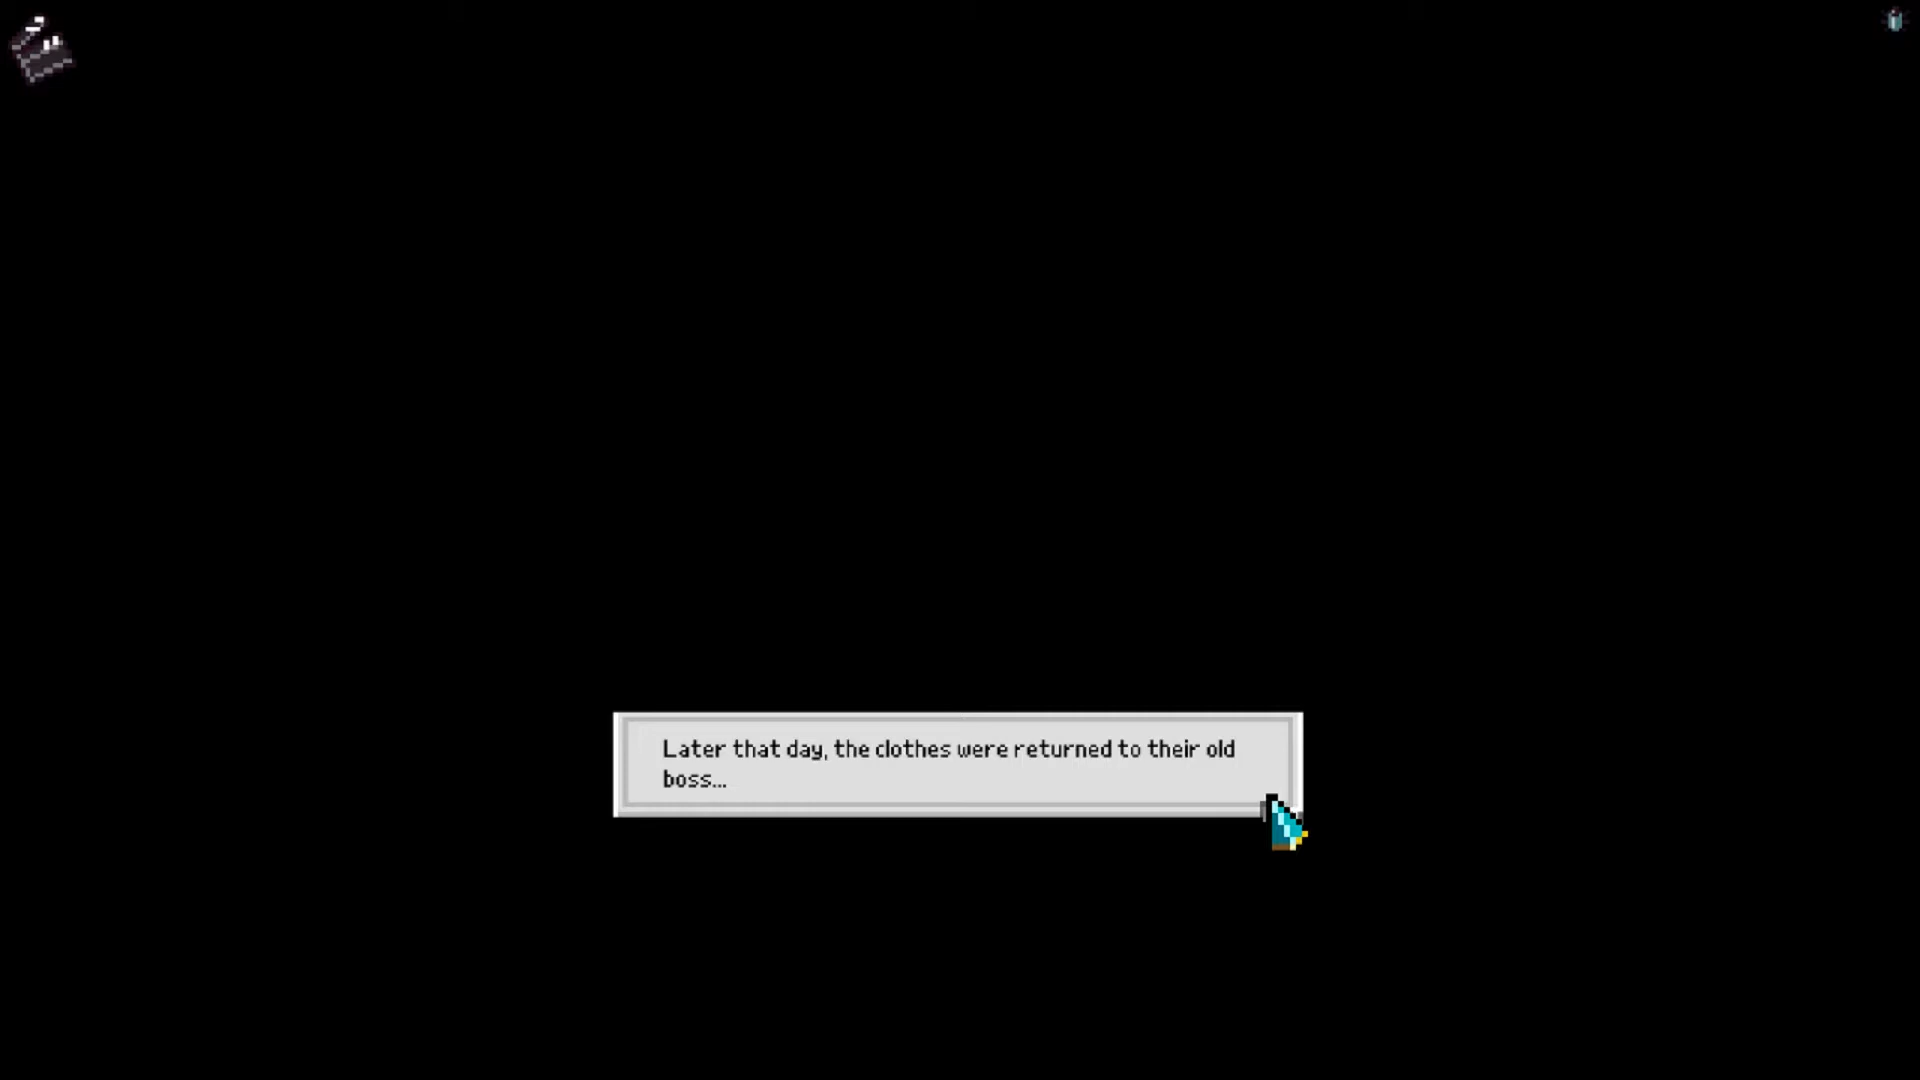 Later that day, the clothes were returned to their old
boss...